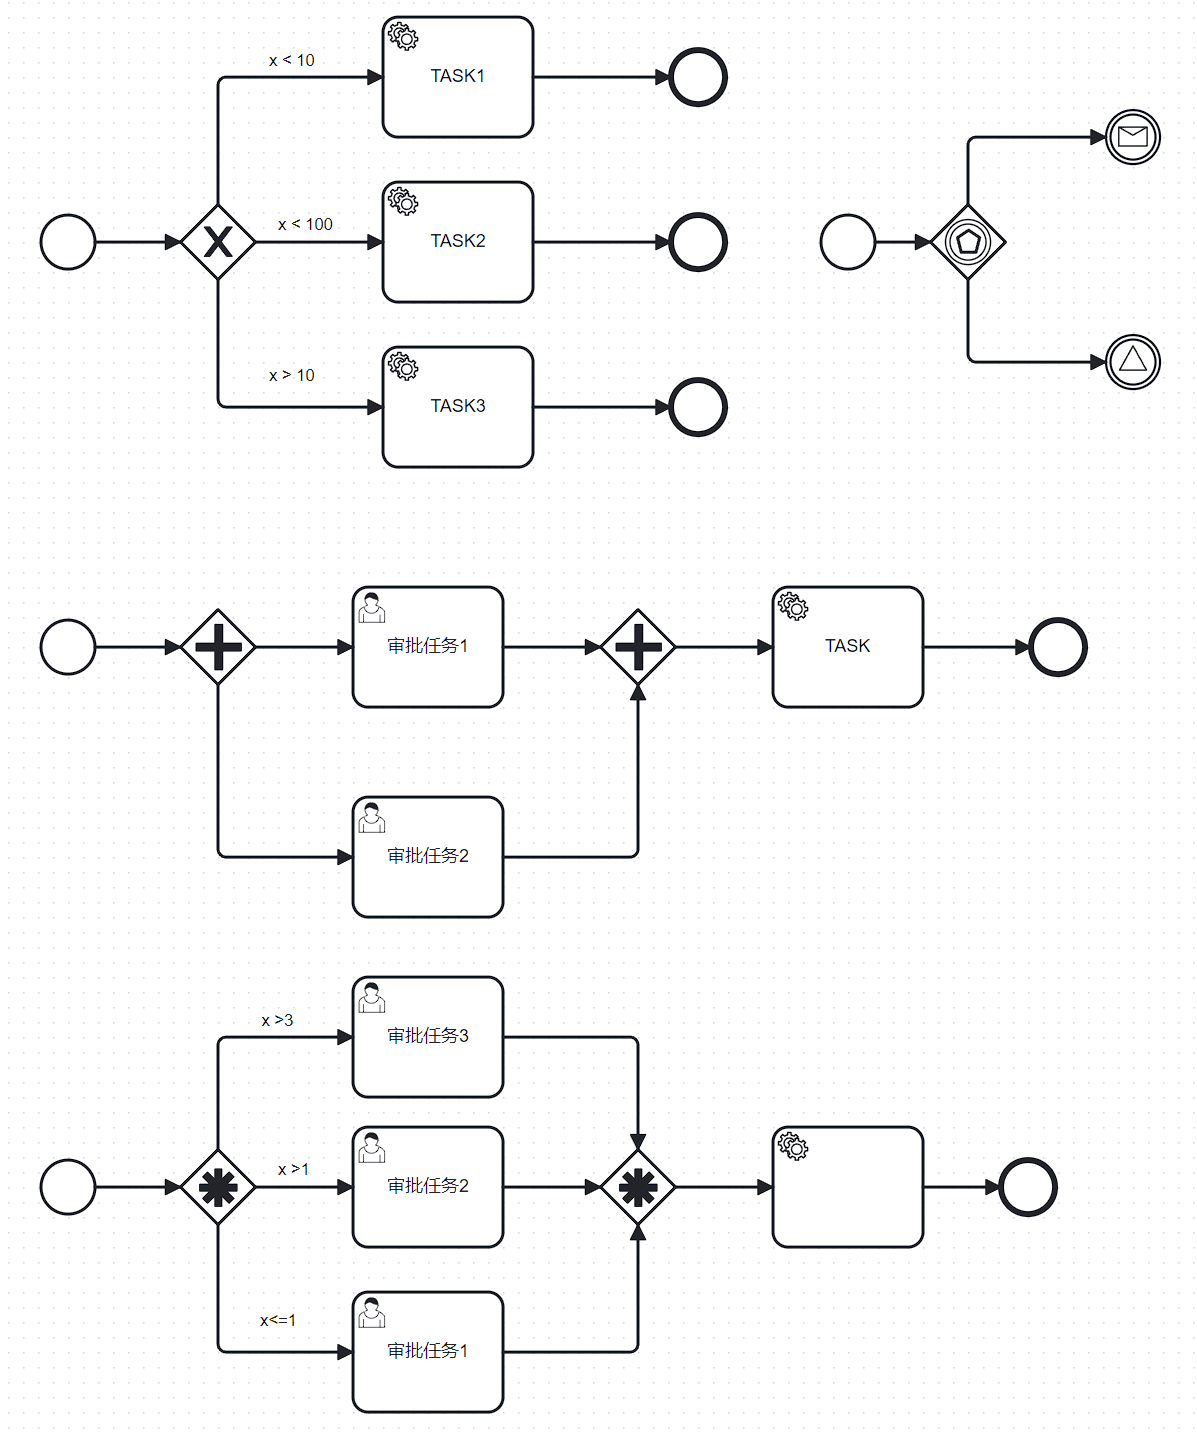 x < 10
TASK1
x < 100
TASK2
x > 10
TASK3
审批任务1
TASK
审批任务2
x >3
审批任务3
x >1
审批任务2
x<=1
审批任务1